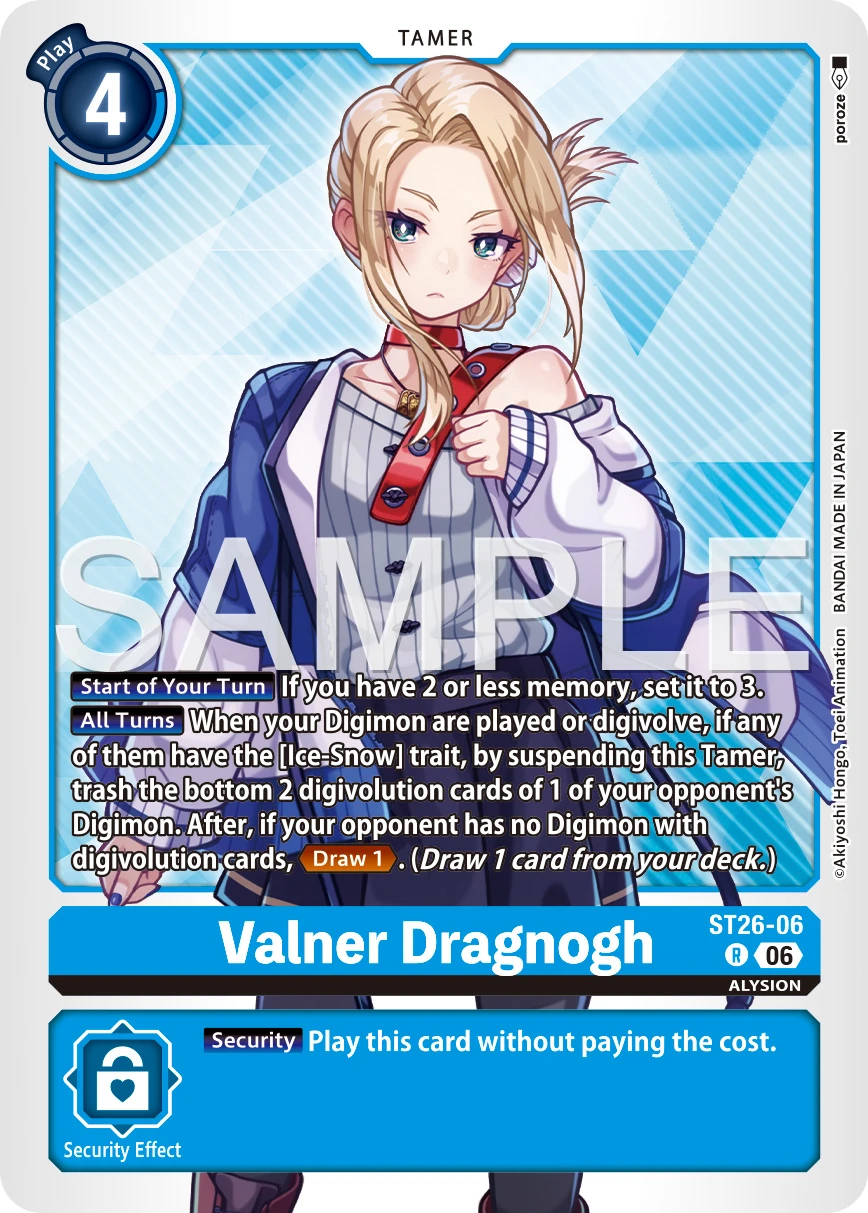 TAMER
Play
4
poroze
SAMPLE
Start of Your Turn If you have 2 or less memory, set it to 3.
All Turns When your Digimon are played or digivolve, if any
of them have the [Ice-Snow] trait, by suspending this Tamer,
trash the bottom 2 digivolution cards of 1 of your opponent's
Digimon. After, if your opponent has no Digimon with
digivolution cards, Draw 1. (Draw 1 card from your deck.)
©Akiyoshi Hongo, Toei Animation BANDAI MADE IN JAPAN
Valner Dragnogh
ST26-06
R 06
ALYSION
Security Play this card without paying the cost.
Security Effect